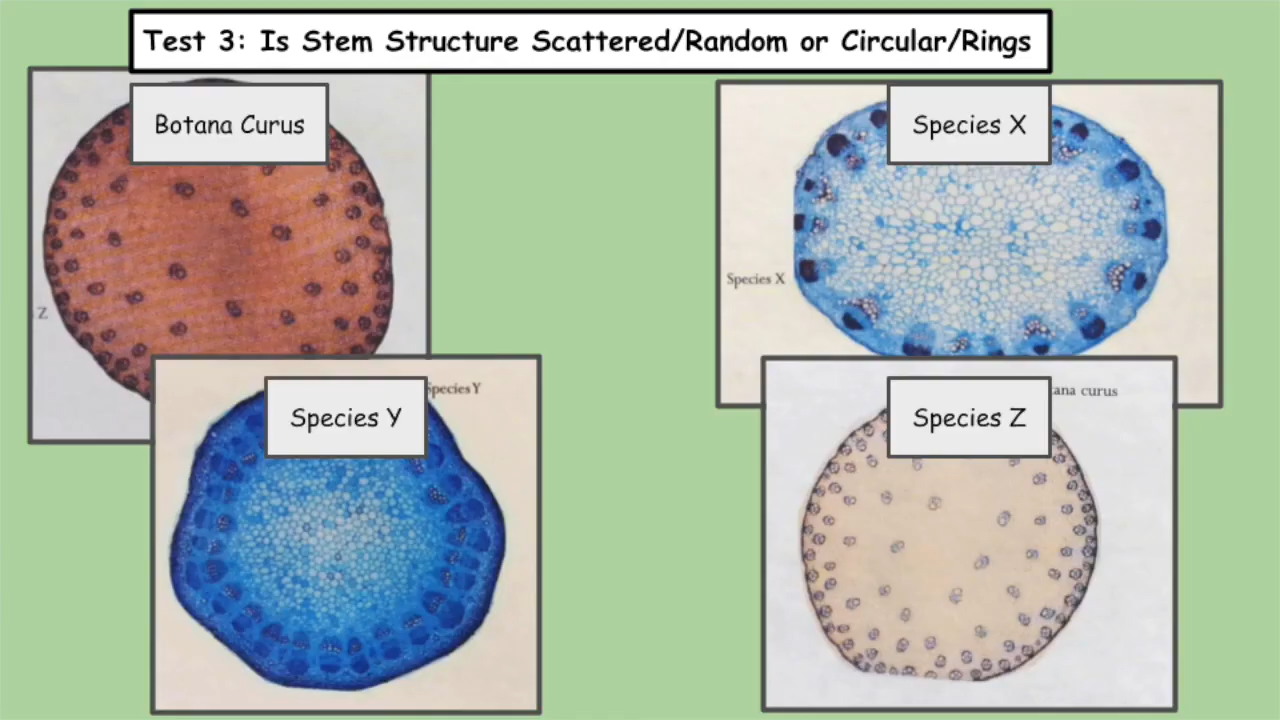 Test 3: Is Stem Structure Scattered/Random or Circular/Rings
Botana Curus
Species X
Z
Species X
Species Y
Species Y
Species Z
ana curus